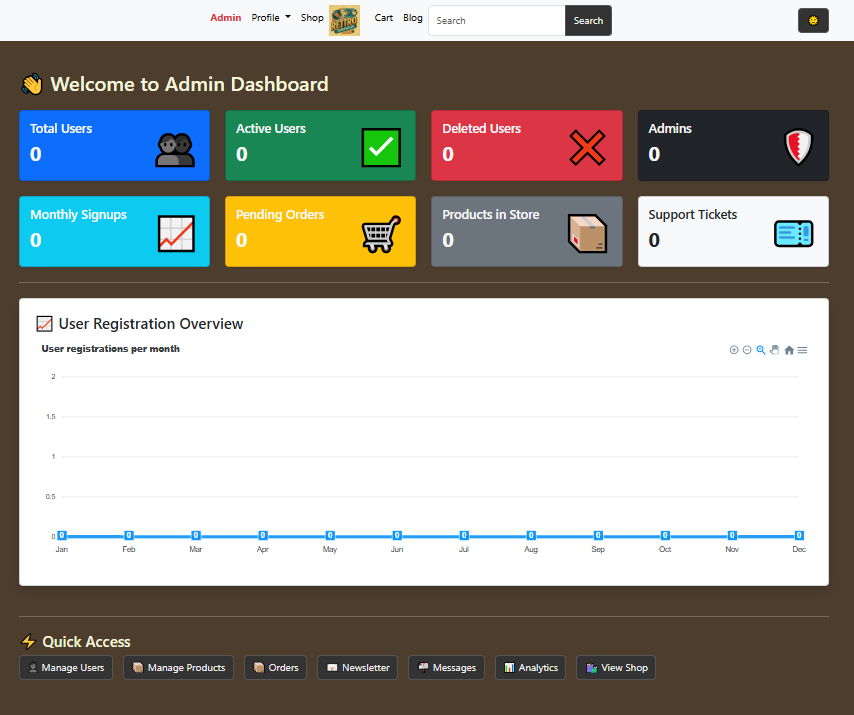 Admin Profile Shop RETRO Cart Blog Search Search
Welcome to Admin Dashboard
Total Users
0
Active Users
0
Deleted Users
0
Admins
0
Monthly Signups
0
Pending Orders
0
Products in Store
0
Support Tickets
0
User Registration Overview
User registrations per month
2
1.5
1
0.5
0
0 0 0 0 0 0 0 0 0 0 0 0
Jan Feb Mar Apr May Jun Jul Aug Sep Oct Nov Dec
Quick Access
Manage Users Manage Products Orders Newsletter Messages Analytics View Shop